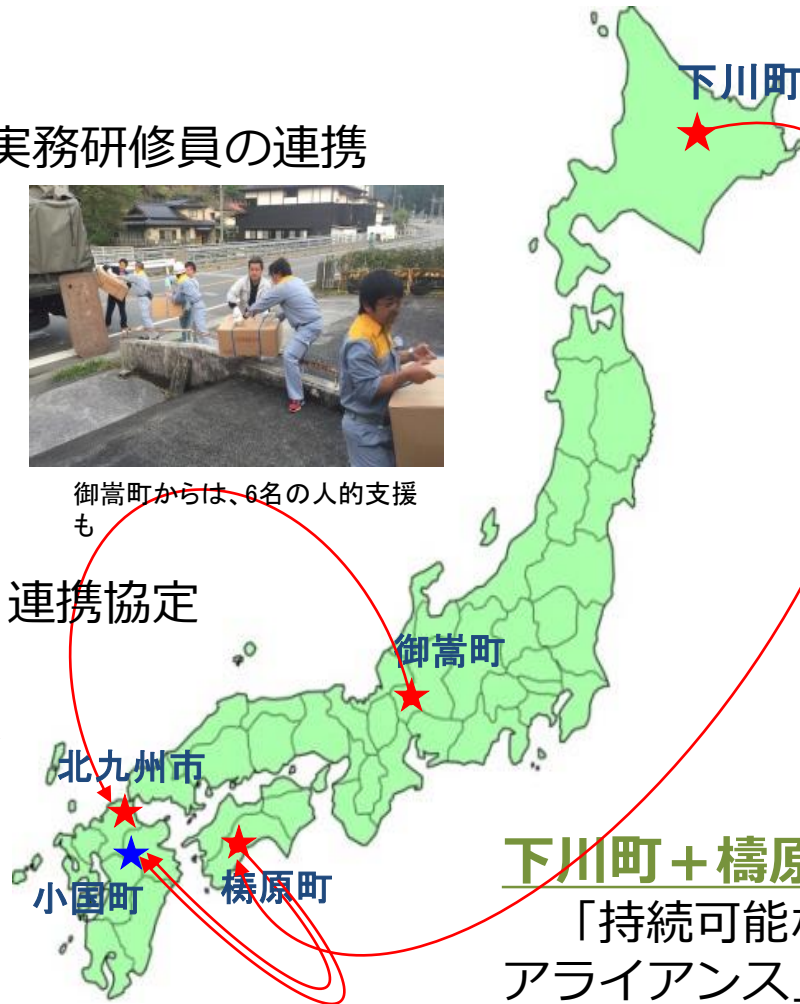 下川町
実務研修員の連携
御嵩町からは、6名の人的支援
も
連携協定
御嵩町
北九州市
小国町
梼原町
下川町＋檮原
「持続可能な
アライアンス」